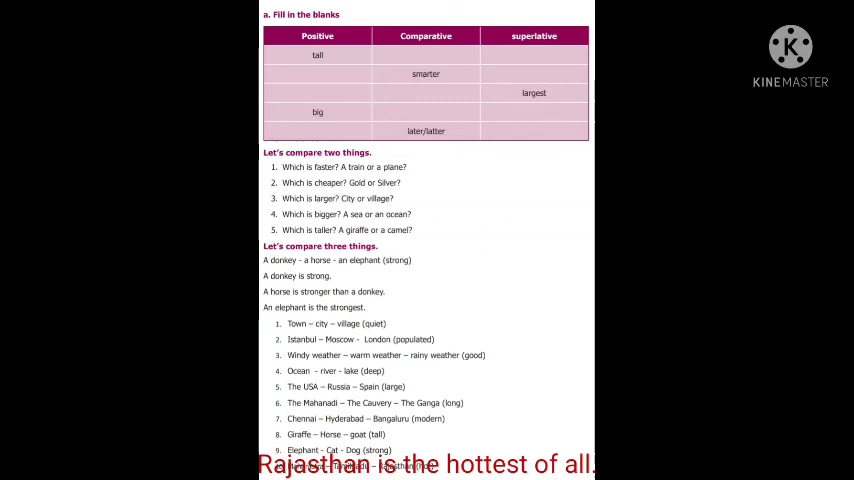 a. Fill in the blanks
Positive Comparative superlative
tall
smarter
largest
big
later/latter
Let's compare two things.
1. Which is faster? A train or a plane?
2. Which is cheaper? Gold or Silver?
3. Which is larger? City or village?
4. Which is bigger? A sea or an ocean?
5. Which is taller? A giraffe or a camel?
Let's compare three things.
A donkey - a horse - an elephant (strong)
A donkey is strong.
A horse is stronger than a donkey.
An elephant is the strongest.
1. Town – city – village (quiet)
2. Istanbul – Moscow - London (populated)
3. Windy weather – warm weather – rainy weather (good)
4. Ocean - river - lake (deep)
5. The USA – Russia – Spain (large)
6. The Mahanadi – The Cauvery – The Ganga (long)
7. Chennai – Hyderabad – Bangaluru (modern)
8. Giraffe – Horse – goat (tall)
9. Elephant - Cat - Dog (strong)
Rajasthan is the hottest of all.
K
KINEMASTER